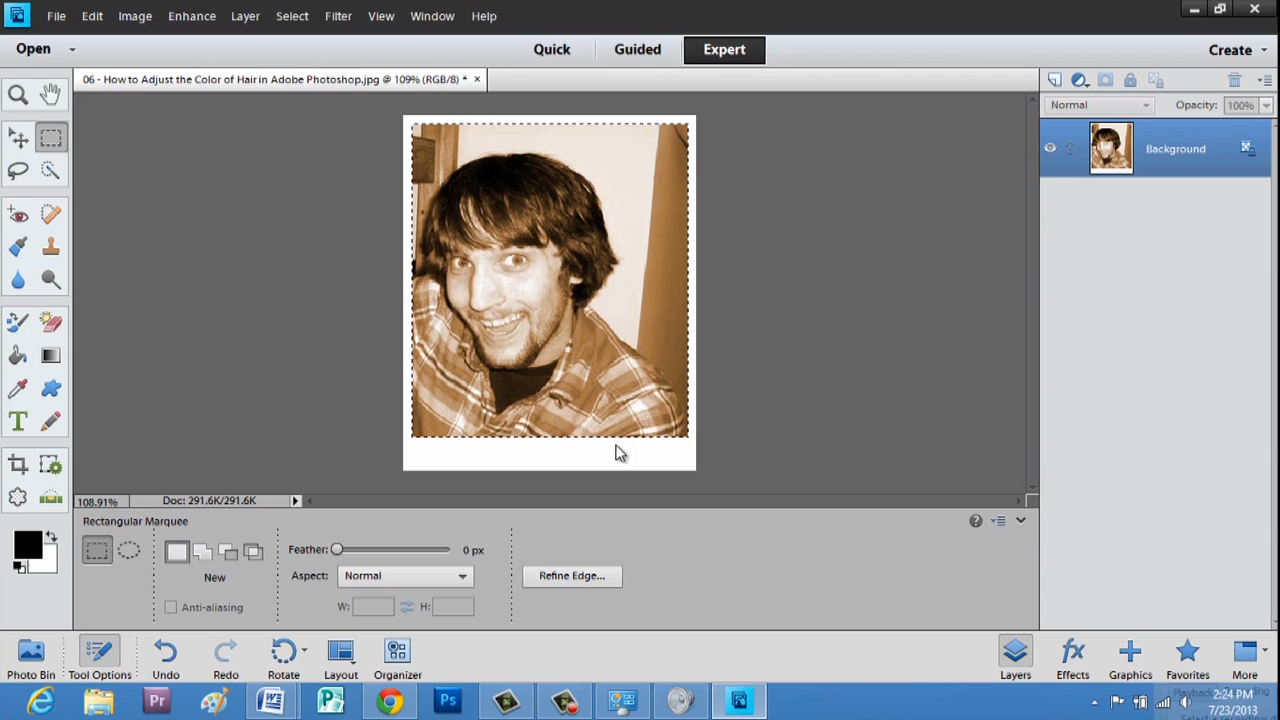 File Edit Image Enhance Layer Select Filter View Window Help
Open Quick Guided Expert Create
06 - How to Adjust the Color of Hair in Adobe Photoshop.jpg @ 109% (RGB/8) * ×
Normal Opacity: 100%
Background
108.91% Doc: 291.6K/291.6K
Rectangular Marquee
Feather: 0 px
New
Aspect: Normal Refine Edge...
Anti-aliasing W: H:
Photo Bin Tool Options Undo Redo Rotate Layout Organizer Layers Effects Graphics Favorites More
Pr W P Ps
2:24 PM
7/23/2013